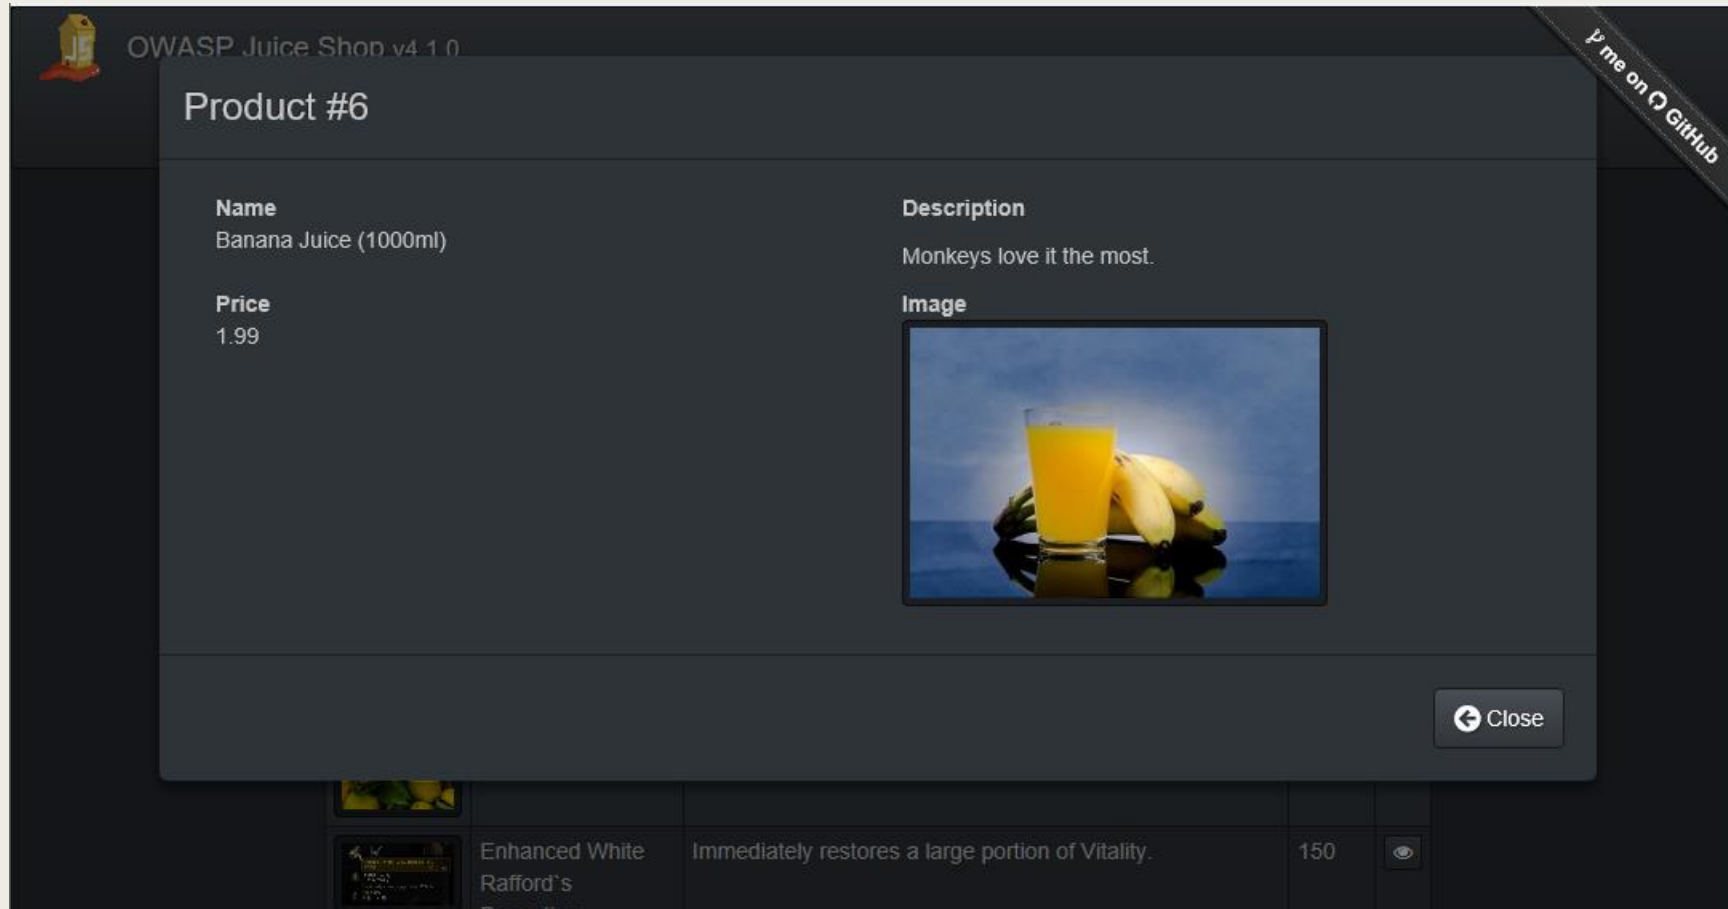 OWASP Juice Shop v4.1.0
me on GitHub
Product #6
Name
Banana Juice (1000ml)
Price
1.99
Description
Monkeys love it the most.
Image
Close
Enhanced White
Rafford`s
Immediately restores a large portion of Vitality.
150